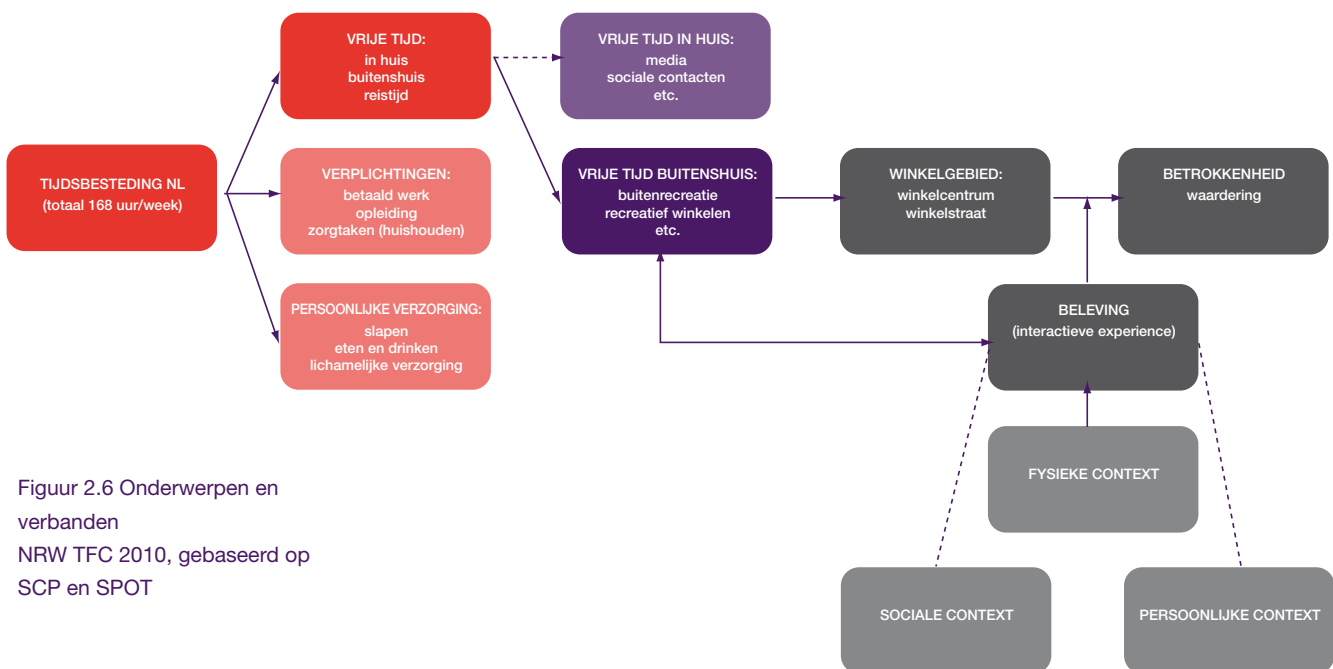 VRIJE TIJD:
in huis
buitenshuis
reistijd
VRIJE TIJD IN HUIS:
media
sociale contacten
etc.
TIJDSBESTEDING NL
(totaal 168 uur/week)
VERPLICHTINGEN:
betaald werk
opleiding
zorgtaken (huishouden)
VRIJE TIJD BUITENSHUIS:
buitenrecreatie
recreatief winkelen
etc.
WINKELGEBIED:
winkelcentrum
winkelstraat
BETROKKENHEID
waardering
PERSOONLIJKE VERZORGING:
slapen
eten en drinken
lichamelijke verzorging
BELEVING
(interactieve experience)
FYSIEKE CONTEXT
SOCIALE CONTEXT
PERSOONLIJKE CONTEXT
Figuur 2.6 Onderwerpen en
verbanden
NRW TFC 2010, gebaseerd op
SCP en SPOT